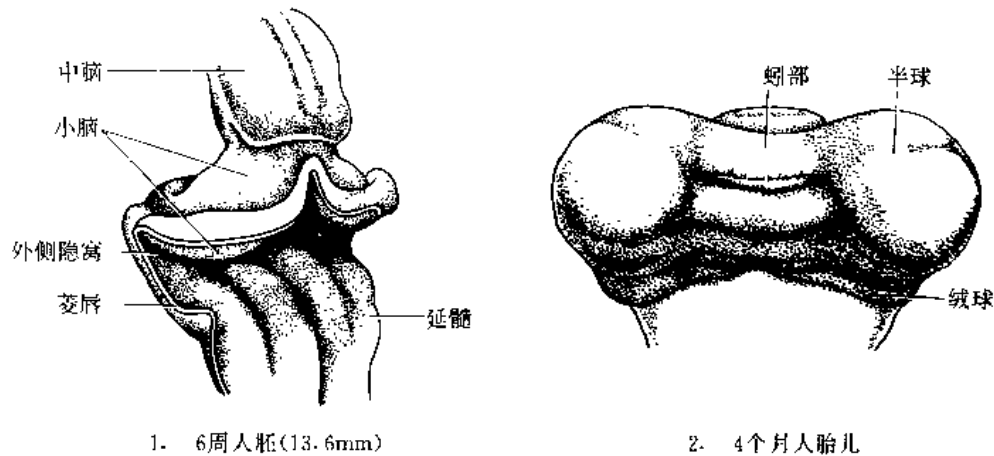 中脑
小脑
外侧隐窝
菱唇
延髓
1. 6周人胚(13.6mm)
蚓部
半球
绒球
2. 4个月人胎儿